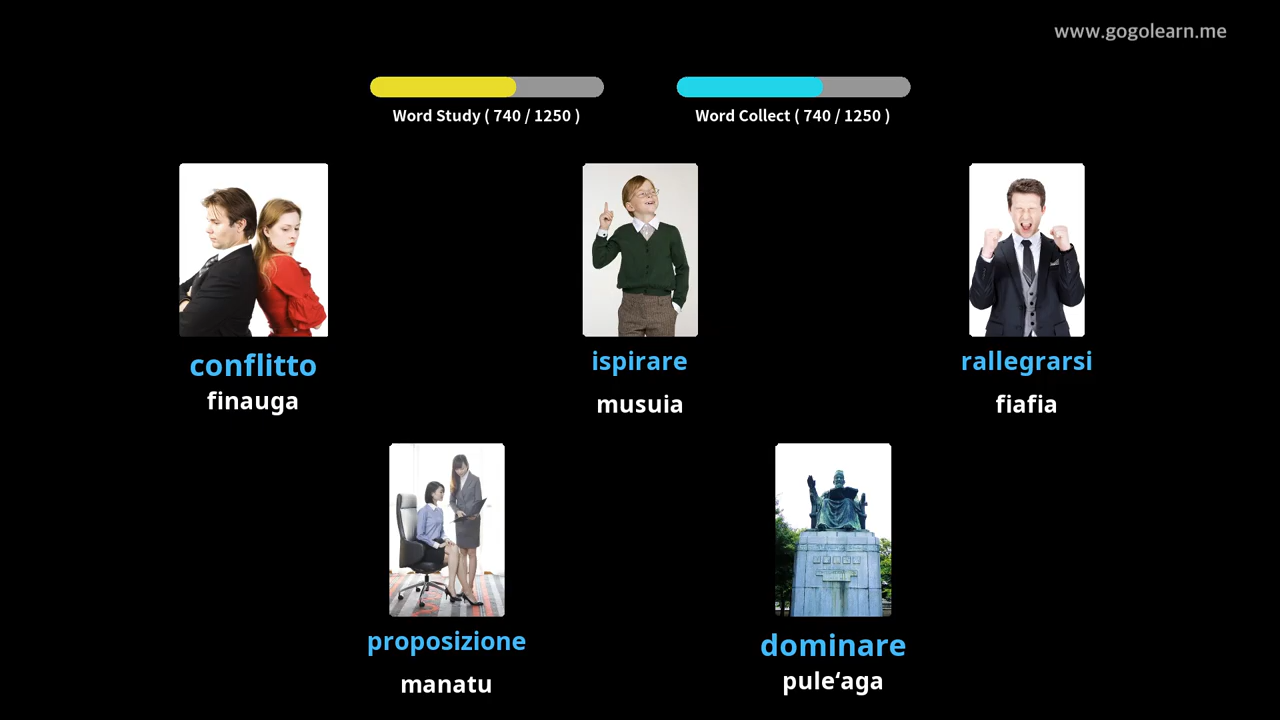 www.gogolearn.me
Word Study ( 740 / 1250 )
Word Collect ( 740 / 1250 )
conflitto
finauga
ispirare
musuia
rallegrarsi
fiafia
proposizione
manatu
dominare
pule‘aga